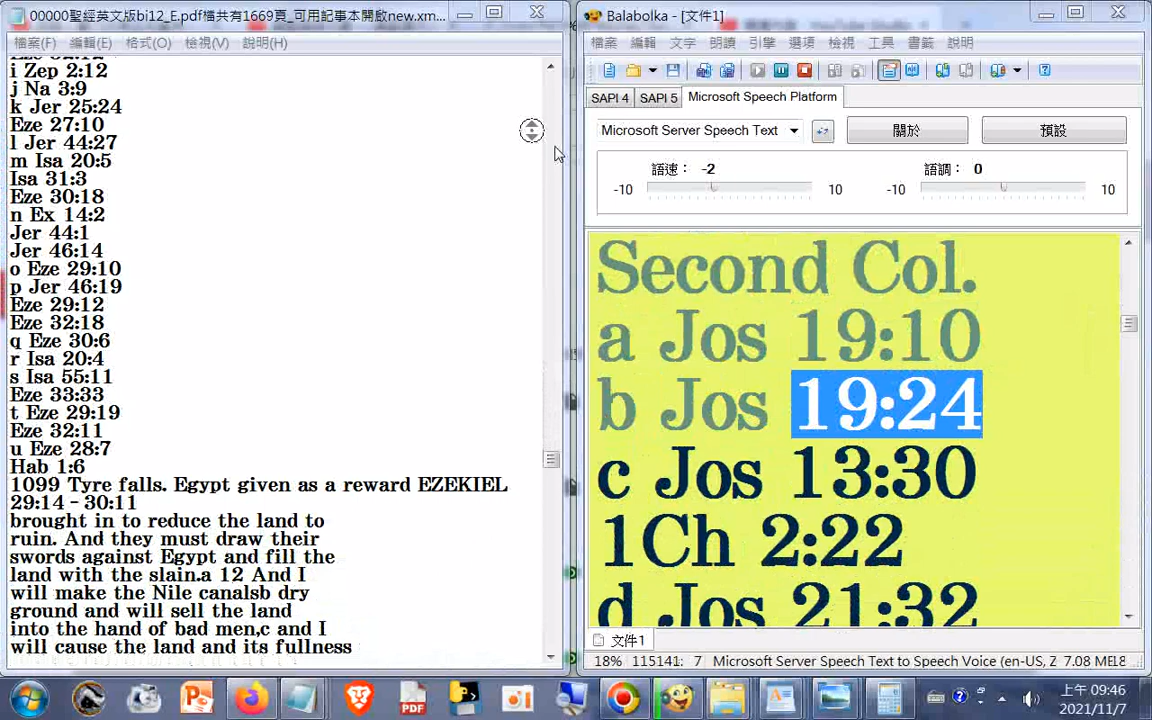 00000聖經英文版bi12_E.pdf檔共有1669頁_可用記事本開啟new.xm...
檔案(F) 編輯(E) 格式(O) 檢視(V) 說明(H)
i Zep 2:12
j Na 3:9
k Jer 25:24
Eze 27:10
l Jer 44:27
m Isa 20:5
Isa 31:3
Eze 30:18
n Ex 14:2
Jer 44:1
Jer 46:14
o Eze 29:10
p Jer 46:19
Eze 29:12
Eze 32:18
q Eze 30:6
r Isa 20:4
s Isa 55:11
Eze 33:33
t Eze 29:19
Eze 32:11
u Eze 28:7
Hab 1:6
1099 Tyre falls. Egypt given as a reward EZEKIEL
29:14 – 30:11
brought in to reduce the land to
ruin. And they must draw their
swords against Egypt and fill the
land with the slain.a 12 And I
will make the Nile canalsb dry
ground and will sell the land
into the hand of bad men,c and I
will cause the land and its fullness
Balabolka - [文件1]
檔案 編輯 文字 朗讀 引擎 選項 檢視 工具 書籤 說明
SAPI 4 SAPI 5 Microsoft Speech Platform
Microsoft Server Speech Text 關於 預設
語速： -2 語調： 0
-10 10 -10 10
Second Col.
a Jos 19:10
b Jos 19:24
c Jos 13:30
1Ch 2:22
d Jos 21:32
文件1
18% 115141: 7 Microsoft Server Speech Text to Speech Voice (en-US, Z 7.08 MEL8
上午 09:46
2021/11/7